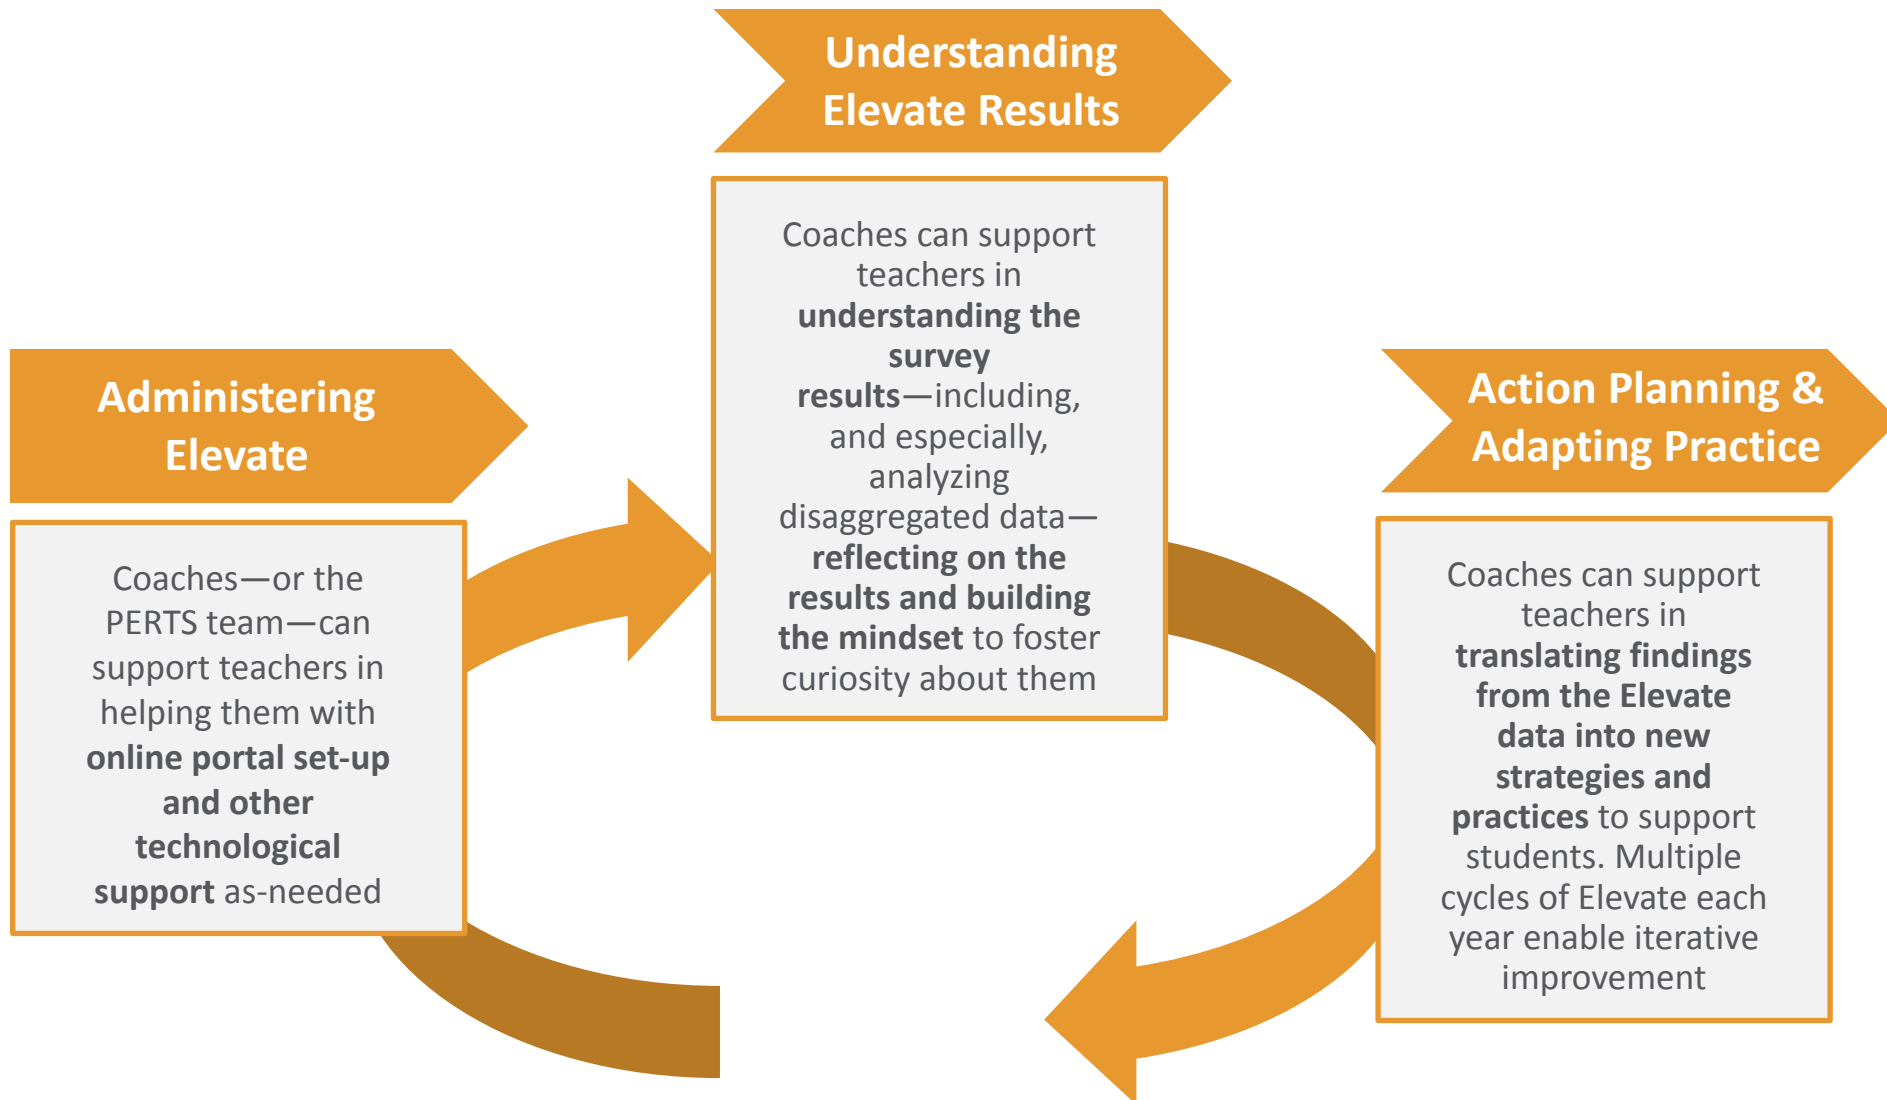 Administering
Elevate
Coaches—or the
PERTS team—can
support teachers in
helping them with
online portal set-up
and other
technological
support as-needed
Understanding
Elevate Results
Coaches can support
teachers in
understanding the
survey
results—including,
and especially,
analyzing
disaggregated data—
reflecting on the
results and building
the mindset to foster
curiosity about them
Action Planning &
Adapting Practice
Coaches can support
teachers in
translating findings
from the Elevate
data into new
strategies and
practices to support
students. Multiple
cycles of Elevate each
year enable iterative
improvement